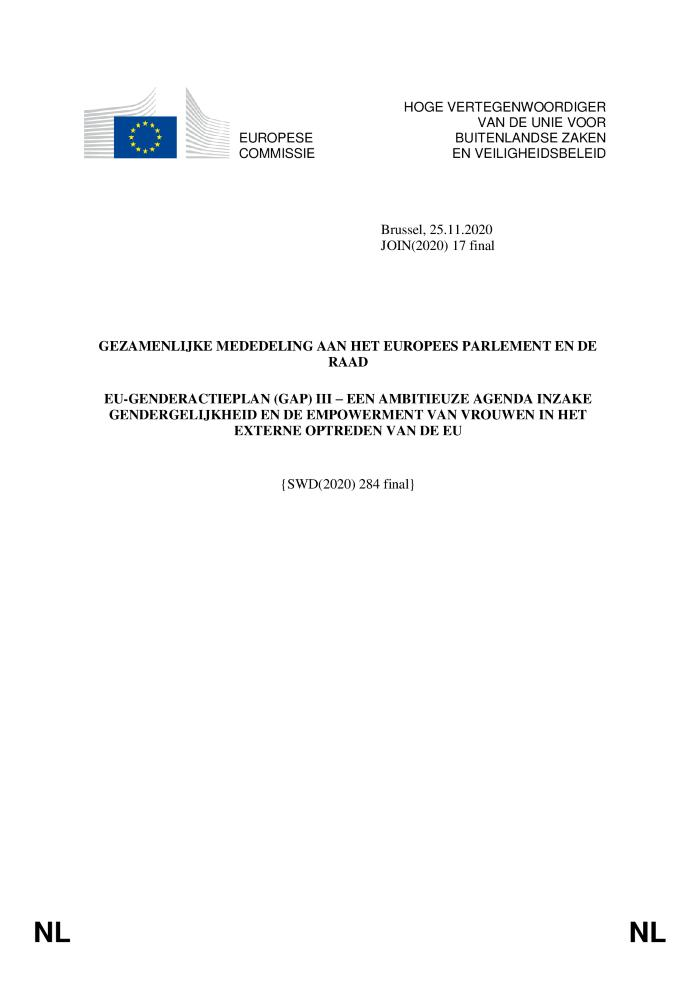 EUROPESE
COMMISSIE
HOGE VERTEGENWOORDIGER
VAN DE UNIE VOOR
BUITENLANDSE ZAKEN
EN VEILIGHEIDSBELEID
Brussel, 25.11.2020
JOIN(2020) 17 final
GEZAMENLIJKE MEDEDELING AAN HET EUROPEES PARLEMENT EN DE
RAAD
EU-GENDERACTIEPLAN (GAP) III – EEN AMBITIEUZE AGENDA INZAKE
GENDERGELIJKHEID EN DE EMPOWERMENT VAN VROUWEN IN HET
EXTERNE OPTREDEN VAN DE EU
{SWD(2020) 284 final}
NL NL